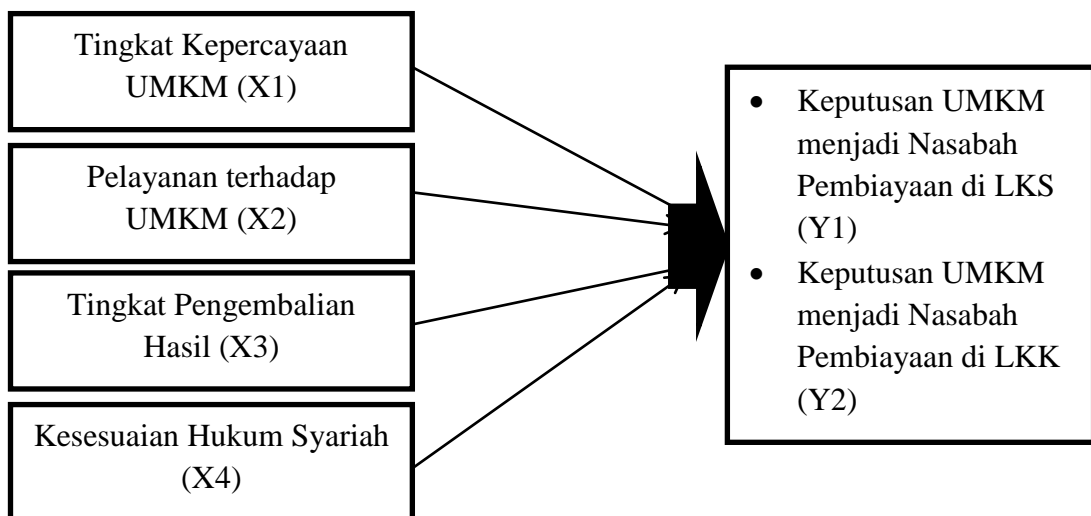 Tingkat Kepercayaan
UMKM (X1)
Pelayanan terhadap
UMKM (X2)
Tingkat Pengembalian
Hasil (X3)
Kesesuaian Hukum Syariah
(X4)
• Keputusan UMKM
menjadi Nasabah
Pembiayaan di LKS
(Y1)
• Keputusan UMKM
menjadi Nasabah
Pembiayaan di LKK
(Y2)